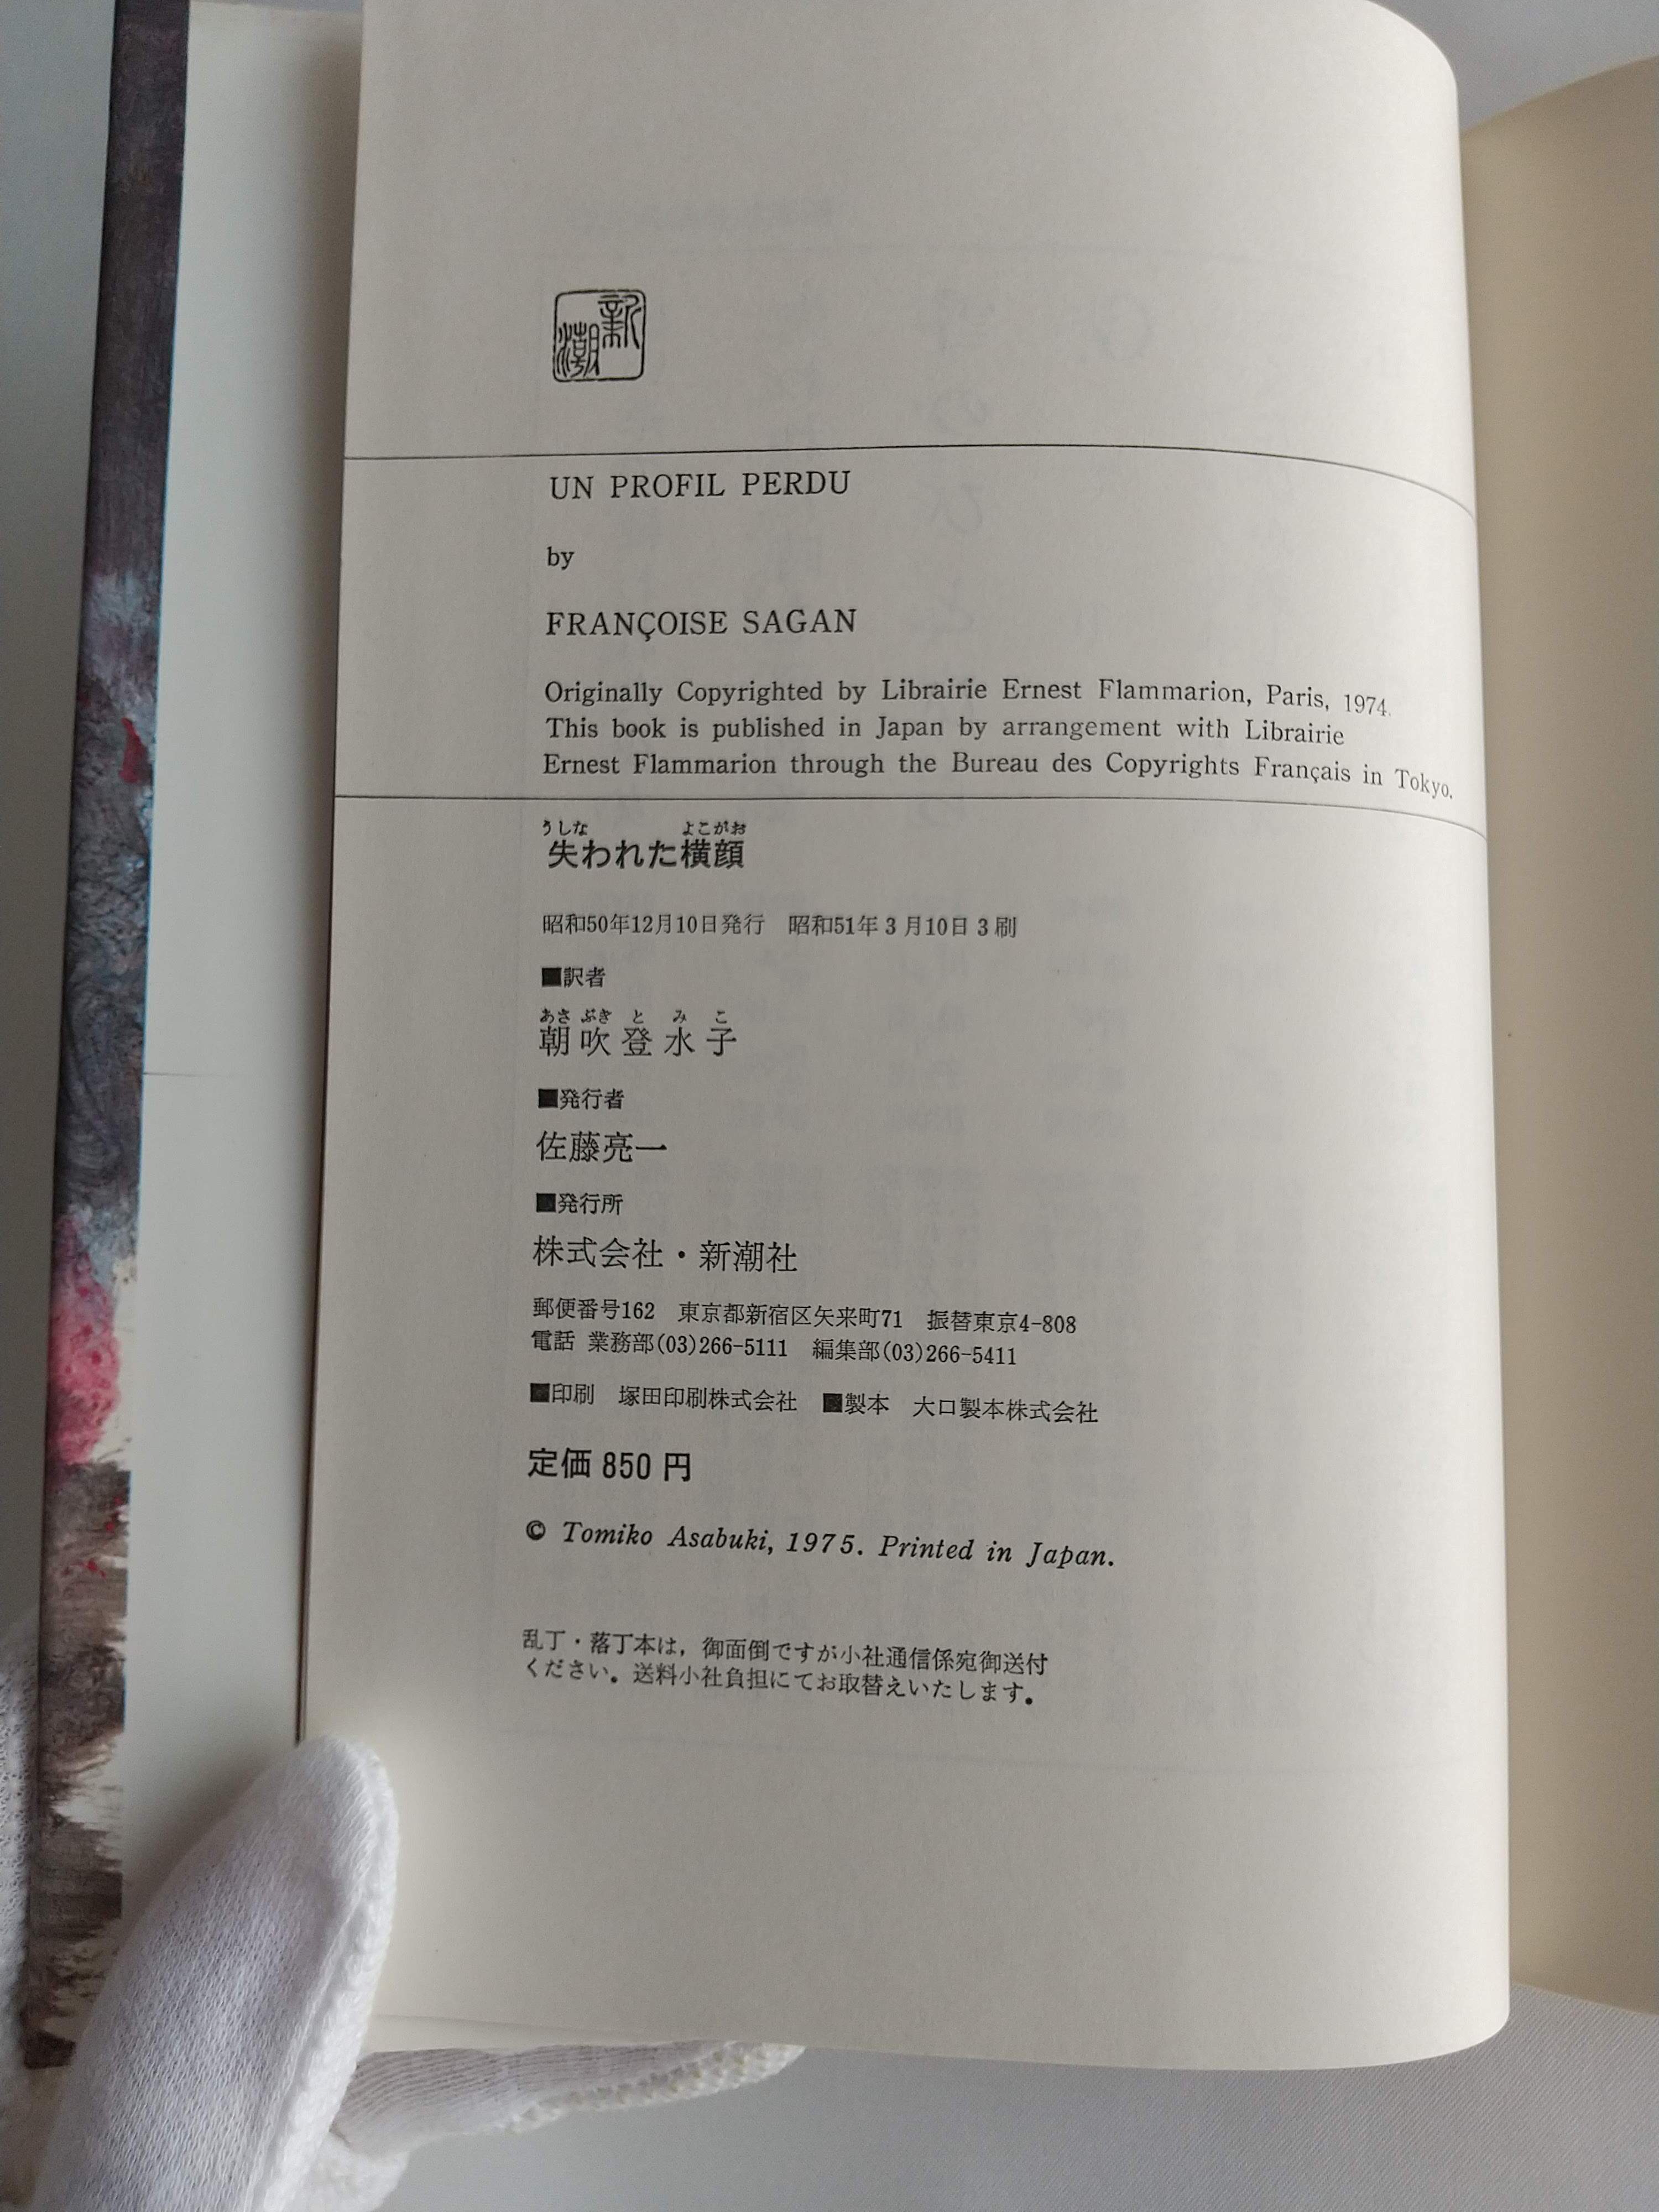 新潮
UN PROFIL PERDU
by
FRANÇOISE SAGAN
Originally Copyrighted by Librairie Ernest Flammarion, Paris, 1974.
This book is published in Japan by arrangement with Librairie
Ernest Flammarion through the Bureau des Copyrights Français in Tokyo.
うしな よこがお
失われた横顔
昭和50年12月10日発行 昭和51年3月10日3刷
■訳者
あさ ぶき と み こ
朝吹登水子
■発行者
佐藤亮一
■発行所
株式会社・新潮社
郵便番号162 東京都新宿区矢来町71 振替東京4-808
電話 業務部(03)266-5111 編集部(03)266-5411
■印刷 塚田印刷株式会社 ■製本 大口製本株式会社
定価 850 円
© Tomiko Asabuki, 1975. Printed in Japan.
乱丁・落丁本は，御面倒ですが小社通信係宛御送付
ください。送料小社負担にてお取替えいたします。